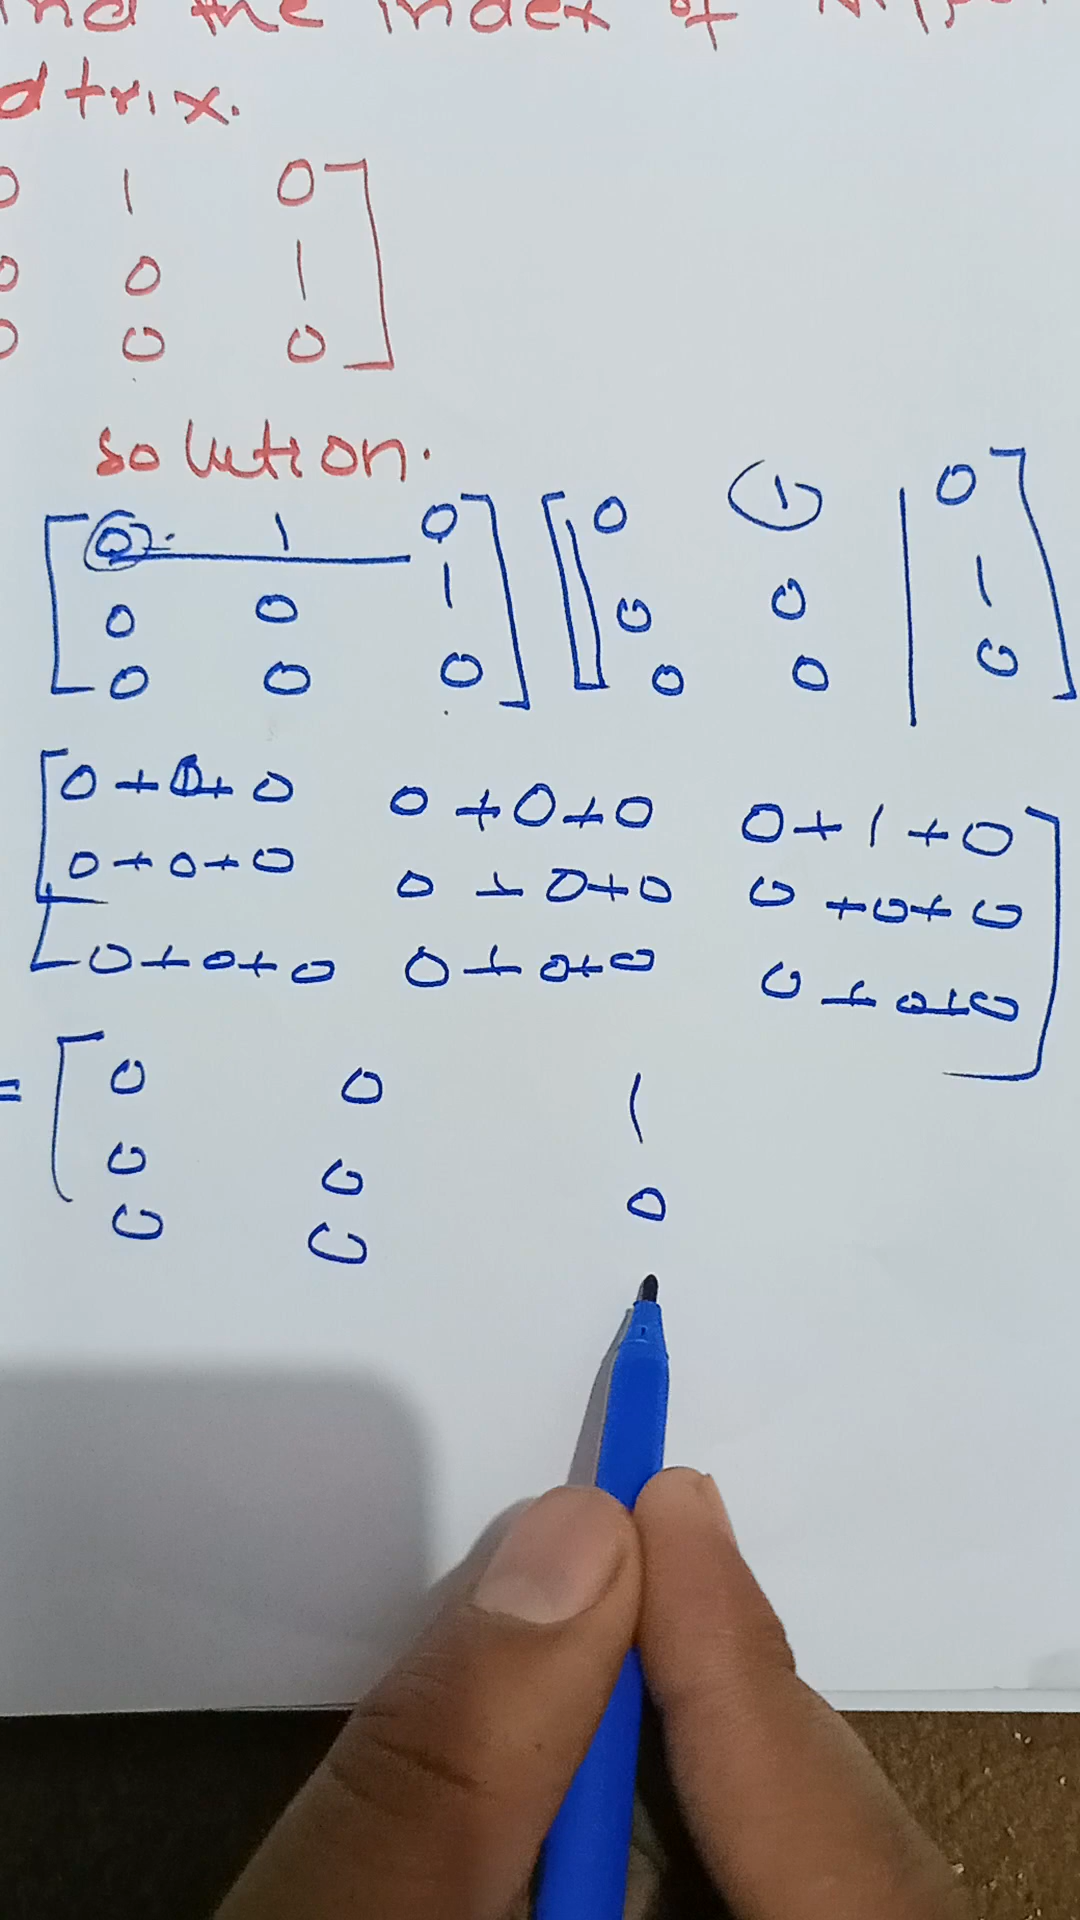 the index of
trix.
0 1 0
0 0 1
0 0 0
solution.
0 1 0 0 1 0
0 0 1 0 0 1
0 0 0 0 0 0
0+0+0 0+0+0 0+1+0
0+0+0 0+0+0 0+0+0
0+0+0 0+0+0 0+0+0
= 0 0 1
0 0 0
0 0